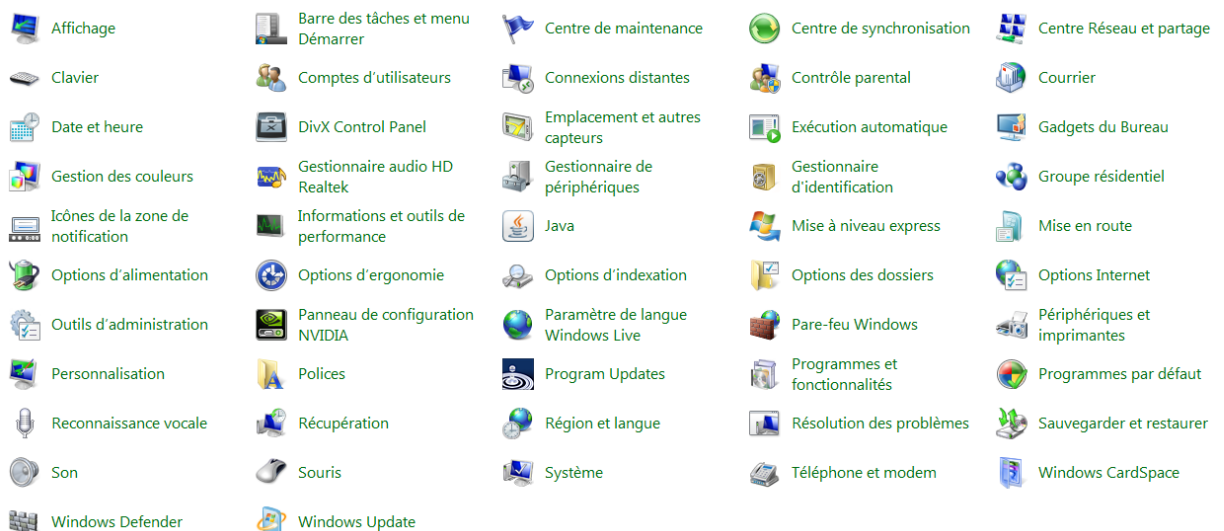 Affichage
Barre des tâches et menu
Démarrer
Centre de maintenance
Centre de synchronisation
Centre Réseau et partage
Clavier
Comptes d'utilisateurs
Connexions distantes
Contrôle parental
Courrier
Date et heure
DivX Control Panel
Emplacement et autres
capteurs
Exécution automatique
Gadgets du Bureau
Gestion des couleurs
Gestionnaire audio HD
Realtek
Gestionnaire de
périphériques
Gestionnaire
d'identification
Groupe résidentiel
Icônes de la zone de
notification
Informations et outils de
performance
Java
Mise à niveau express
Mise en route
Options d'alimentation
Options d'ergonomie
Options d'indexation
Options des dossiers
Options Internet
Outils d'administration
Panneau de configuration
NVIDIA
Paramètre de langue
Windows Live
Pare-feu Windows
Périphériques et
imprimantes
Personnalisation
Polices
Program Updates
Programmes et
fonctionnalités
Programmes par défaut
Reconnaissance vocale
Récupération
Région et langue
Résolution des problèmes
Sauvegarder et restaurer
Son
Souris
Système
Téléphone et modem
Windows CardSpace
Windows Defender
Windows Update